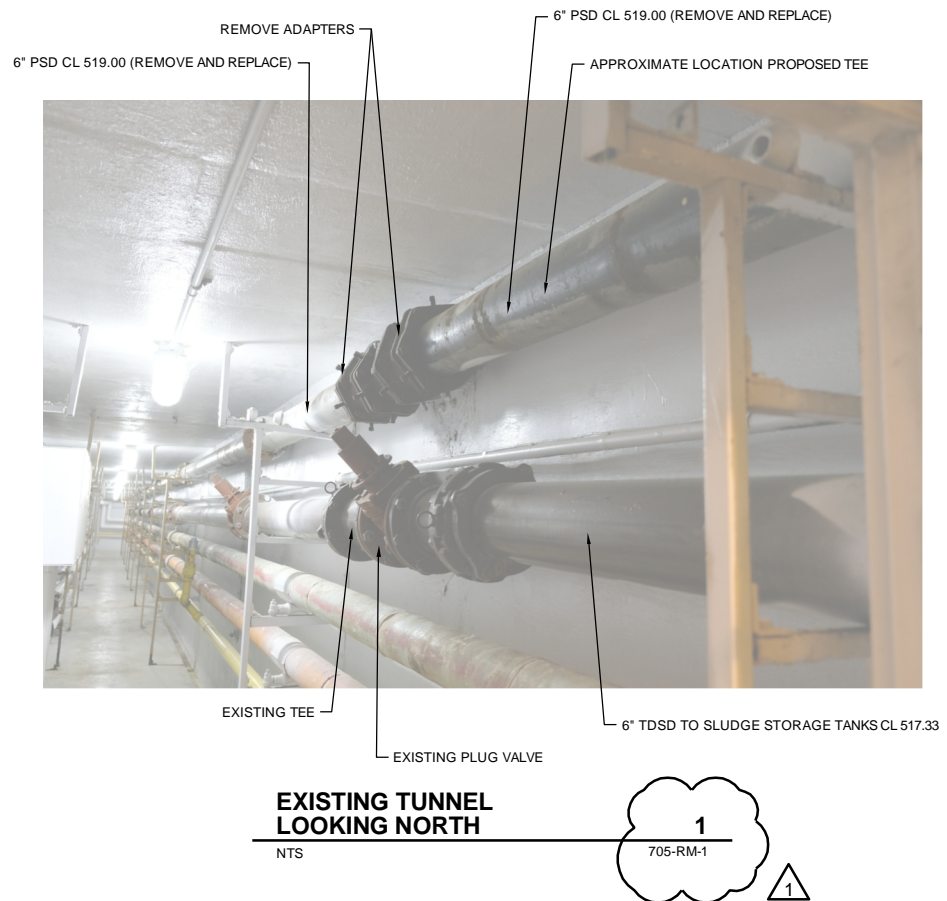 6" PSD CL 519.00 (REMOVE AND REPLACE)
REMOVE ADAPTERS
6" PSD CL 519.00 (REMOVE AND REPLACE)
APPROXIMATE LOCATION PROPOSED TEE
EXISTING TEE
6" TDSD TO SLUDGE STORAGE TANKS CL 517.33
EXISTING PLUG VALVE
EXISTING TUNNEL
LOOKING NORTH
1
NTS
705-RM-1
1